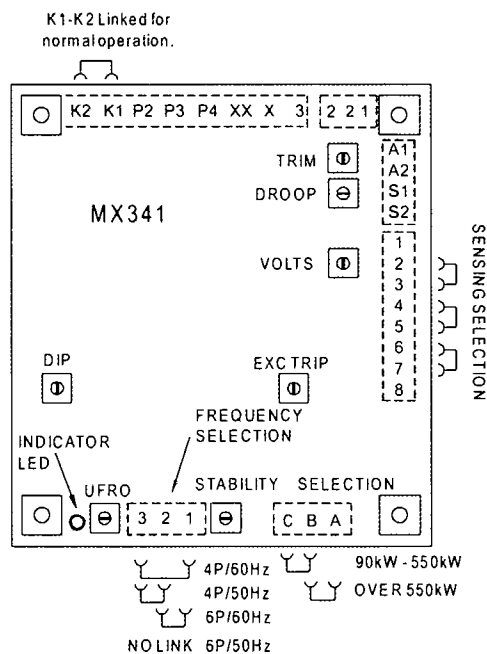 K1-K2 Linked for
normal operation.
K2 K1 P2 P3 P4 XX X 3 2 2 1
TRIM
A1
A2
DROOP
S1
S2
MX341
VOLTS
1
2
3
4
5
6
7
8
SENSING SELECTION
DIP
EXC TRIP
FREQUENCY
SELECTION
INDICATOR
LED
UFRO
STABILITY SELECTION
3 2 1
C B A
4P/60Hz
90kW - 550kW
4P/50Hz
OVER 550kW
6P/60Hz
NO LINK 6P/50Hz